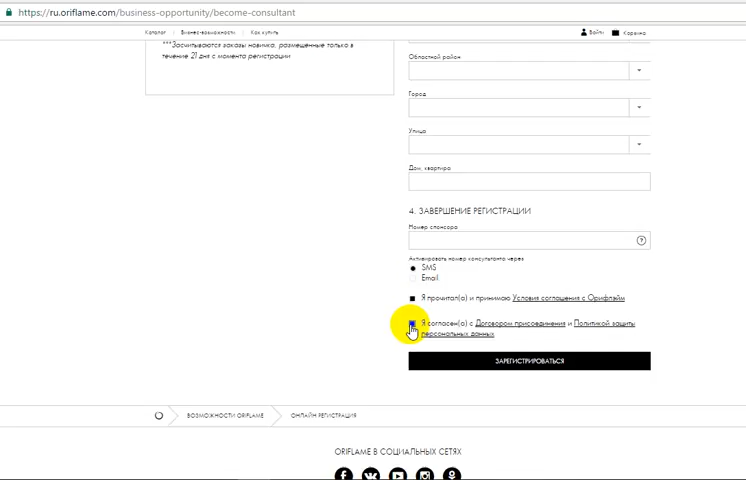 https://ru.oriflame.com/business-opportunity/become-consultant
Каталог
Бизнес-возможности
Как купить
Войти
Корзина
***Засчитываются заказы новичка, размещенные только в
течение 21 дня с момента регистрации
Областной район
Город
Улица
Дом, квартира
4. ЗАВЕРШЕНИЕ РЕГИСТРАЦИИ
Номер спонсора
?
Активировать номер консультанта через
SMS
Email
Я прочитал(а) и принимаю Условия соглашения с Орифлэйм
Я согласен(а) с Договором присоединения и Политикой защиты
персональных данных
ЗАРЕГИСТРИРОВАТЬСЯ
ВОЗМОЖНОСТИ ORIFLAME
ОНЛАЙН РЕГИСТРАЦИЯ
ORIFLAME В СОЦИАЛЬНЫХ СЕТЯХ